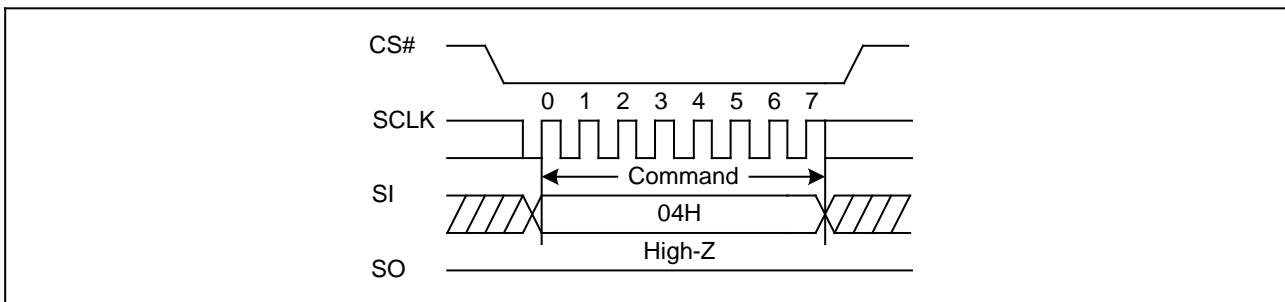 CS#
0 1 2 3 4 5 6 7
SCLK
Command
SI
04H
High-Z
SO